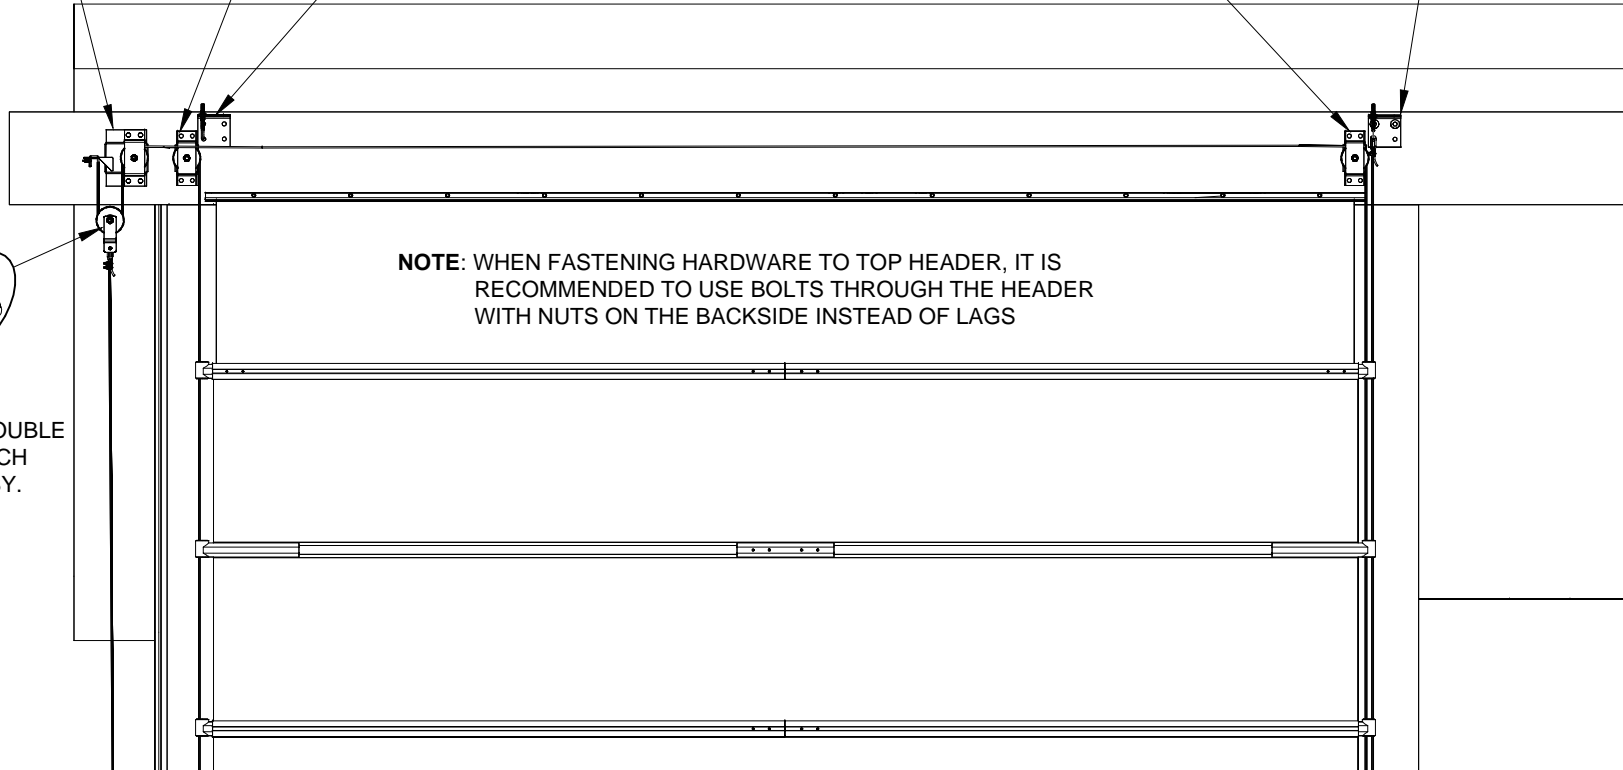 NOTE: WHEN FASTENING HARDWARE TO TOP HEADER, IT IS
RECOMMENDED TO USE BOLTS THROUGH THE HEADER
WITH NUTS ON THE BACKSIDE INSTEAD OF LAGS